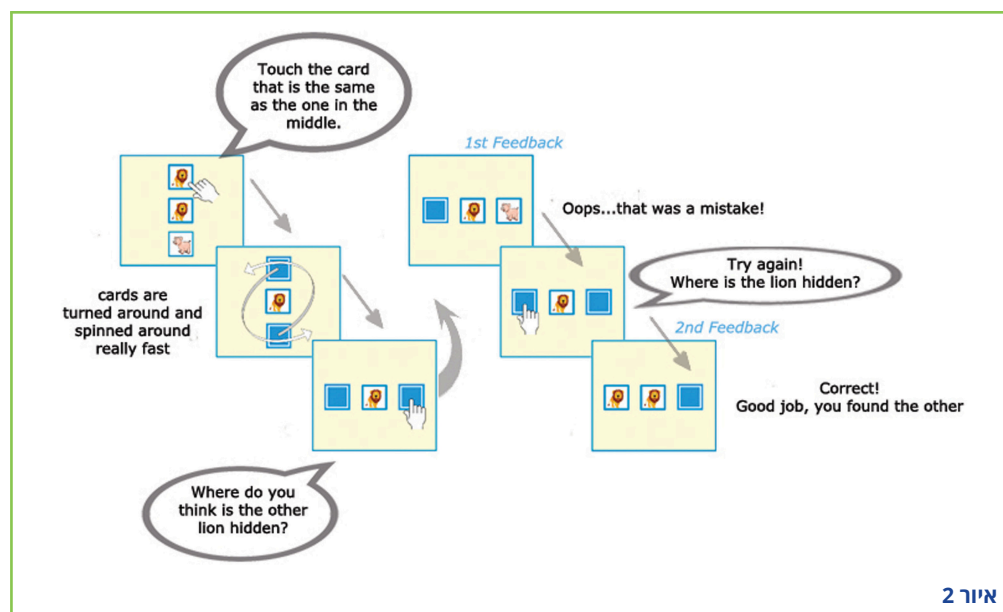 Touch the card
that is the same
as the one in the
middle.
cards are
turned around and
spinned around
really fast
Where do you
think is the other
lion hidden?
1st Feedback
Oops...that was a mistake!
Try again!
Where is the lion hidden?
2nd Feedback
Correct!
Good job, you found the other
איור 2